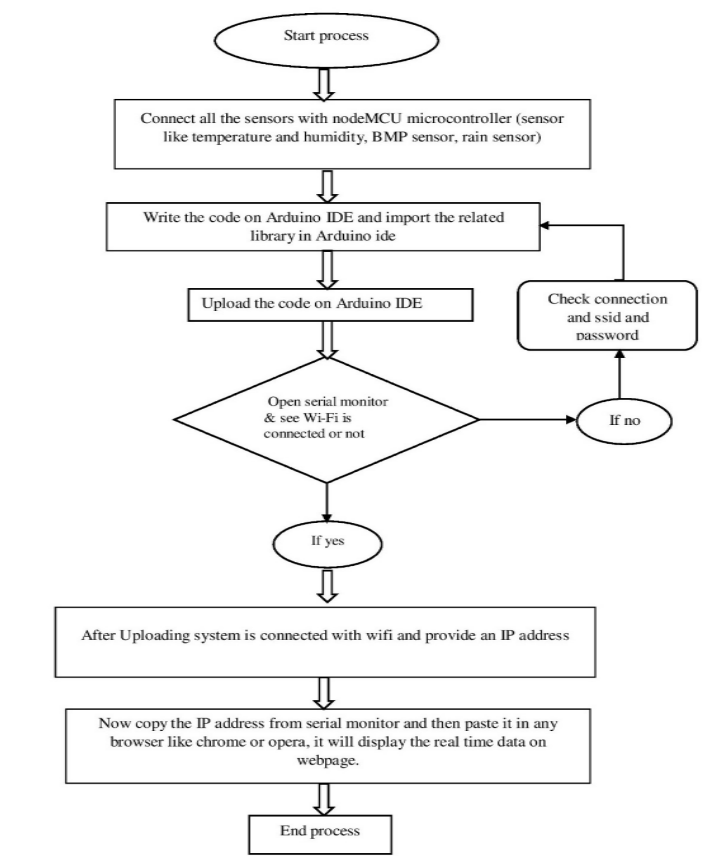 Start process
Connect all the sensors with nodeMCU microcontroller (sensor
like temperature and humidity, BMP sensor, rain sensor)
Write the code on Arduino IDE and import the related
library in Arduino ide
Upload the code on Arduino IDE
Check connection
and ssid and
password
Open serial monitor
& see Wi-Fi is
connected or not
If no
If yes
After Uploading system is connected with wifi and provide an IP address
Now copy the IP address from serial monitor and then paste it in any
browser like chrome or opera, it will display the real time data on
webpage.
End process